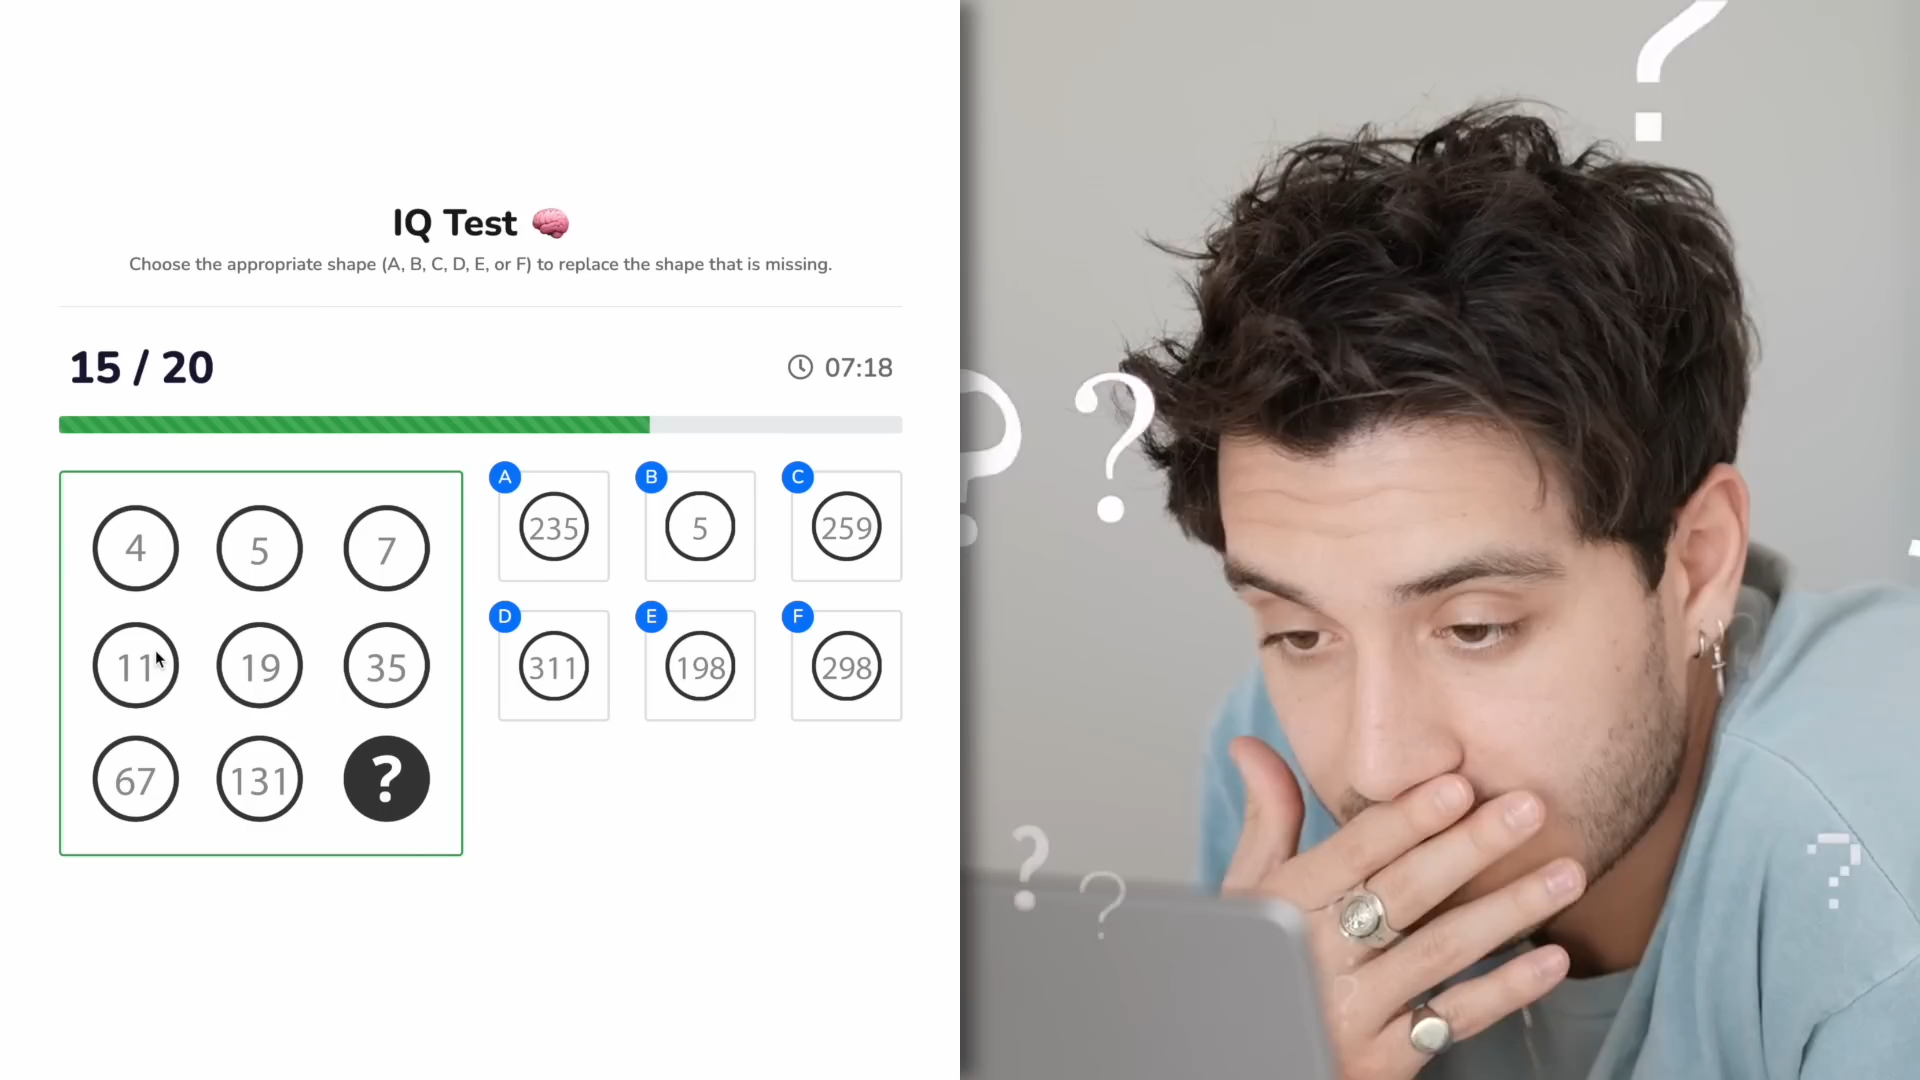 IQ Test 🧠
Choose the appropriate shape (A, B, C, D, E, or F) to replace the shape that is missing.
15 / 20
07:18
4 5 7
11 19 35
67 131 ?
A B C
235 5 259
D E F
311 198 298
?
?
?
?
?
?
?